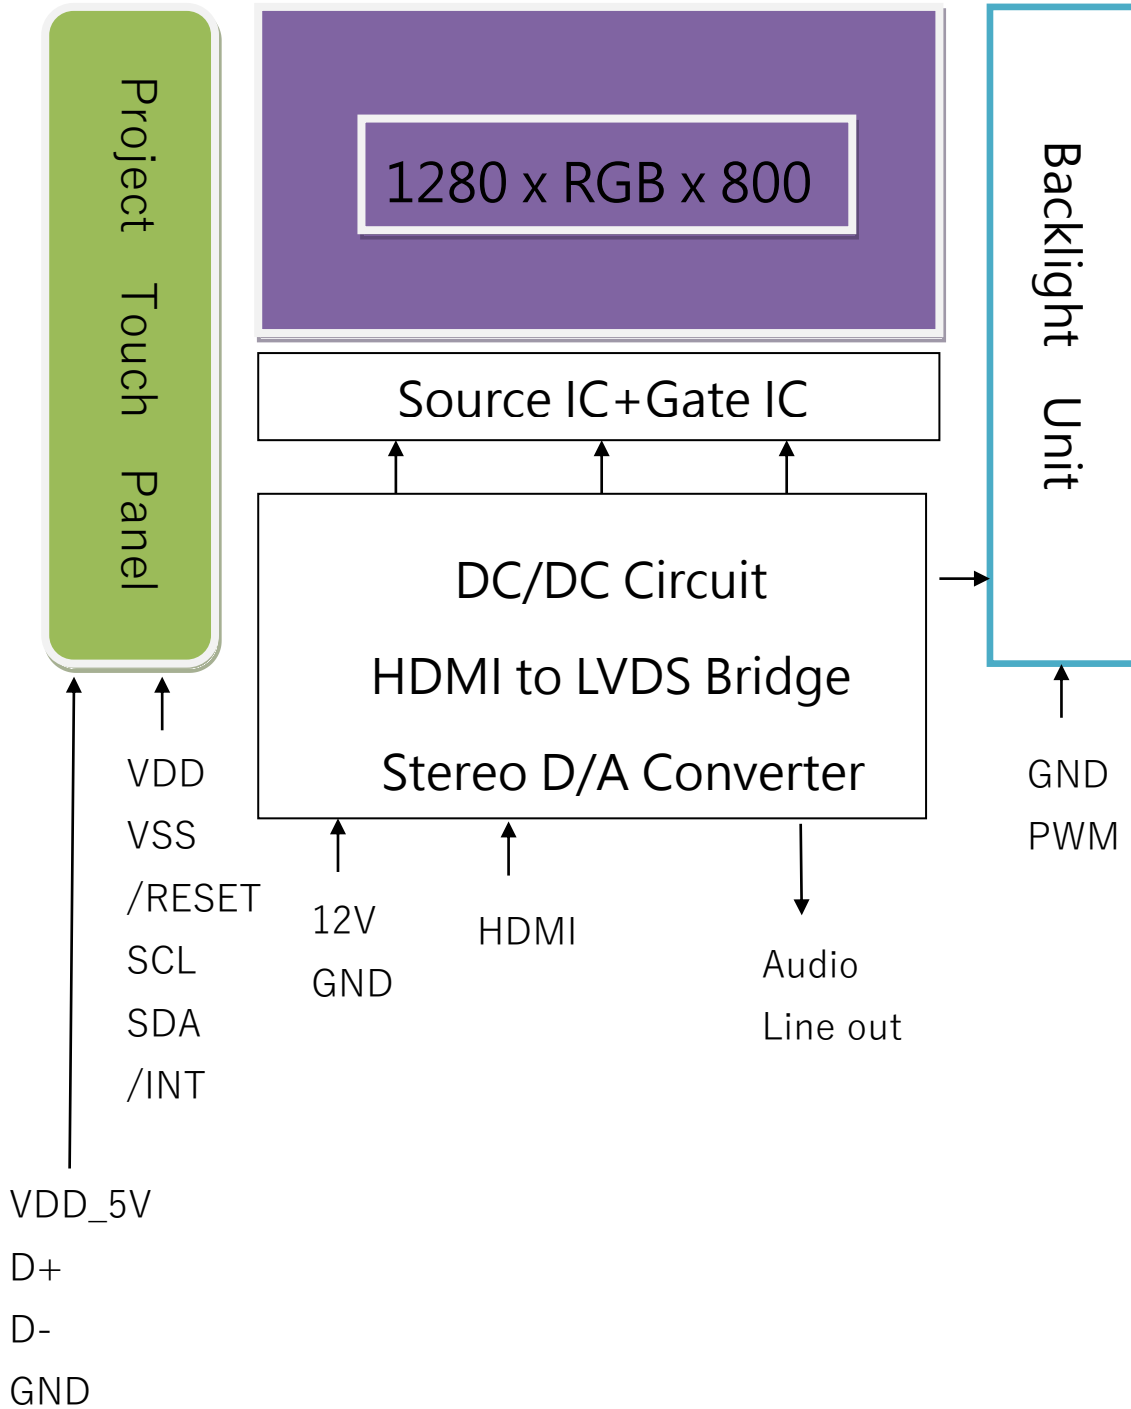 Project Touch Panel
1280 x RGB x 800
Backlight Unit
Source IC+Gate IC
DC/DC Circuit
HDMI to LVDS Bridge
Stereo D/A Converter
VDD
VSS
/RESET
SCL
SDA
/INT
12V
GND
HDMI
Audio
Line out
GND
PWM
VDD_5V
D+
D-
GND